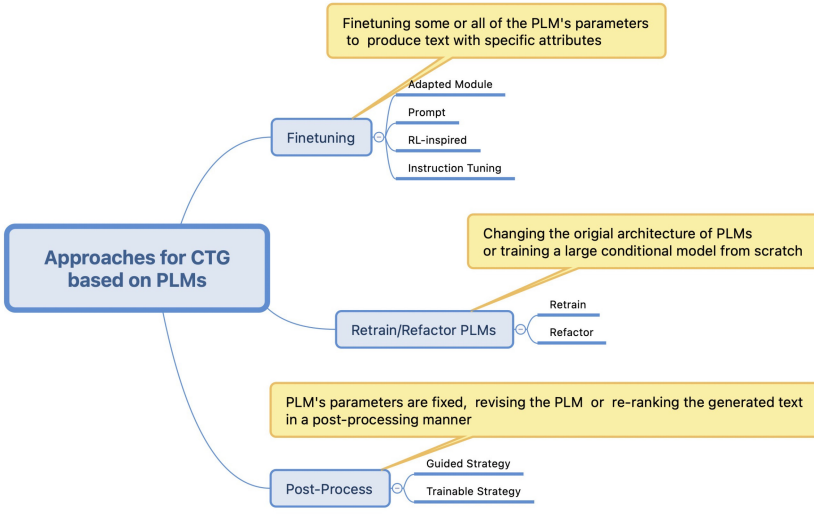 Finetuning some or all of the PLM's parameters
to produce text with specific attributes
Adapted Module
Prompt
Finetuning
RL-inspired
Instruction Tuning
Changing the origial architecture of PLMs
or training a large conditional model from scratch
Approaches for CTG
based on PLMs
Retrain
Retrain/Refactor PLMs
Refactor
PLM's parameters are fixed, revising the PLM or re-ranking the generated text
in a post-processing manner
Guided Strategy
Post-Process
Trainable Strategy